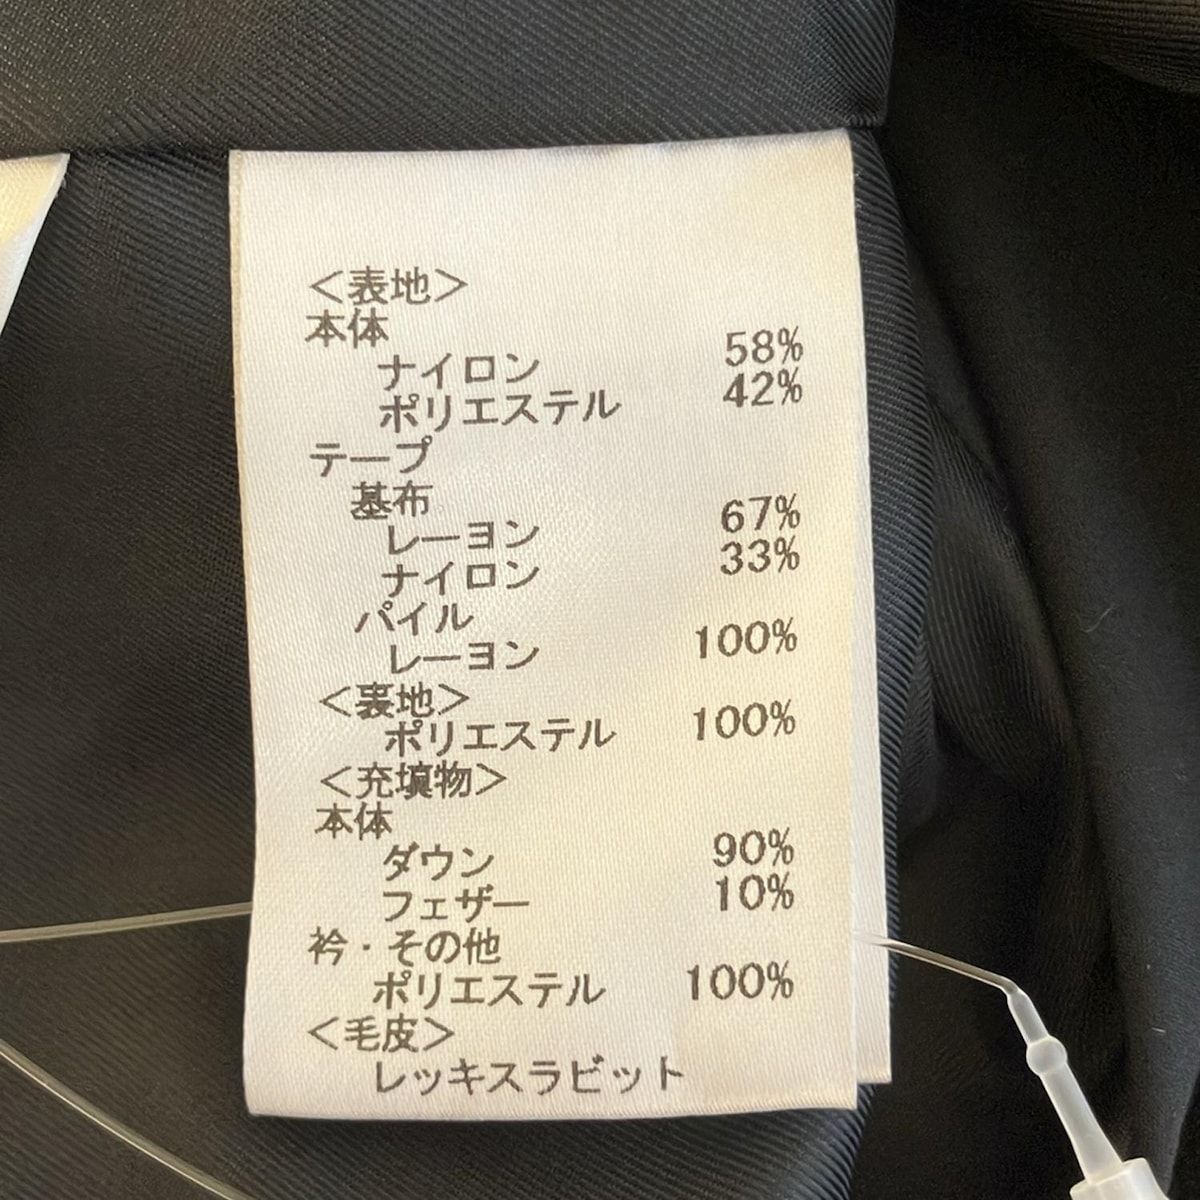 <表地>
本体
ナイロン 58%
ポリエステル 42%
テープ
基布
レーヨン 67%
ナイロン 33%
パイル
レーヨン 100%
<裏地>
ポリエステル 100%
<充填物>
本体
ダウン 90%
フェザー 10%
衿・その他
ポリエステル 100%
<毛皮>
レッキスラビット